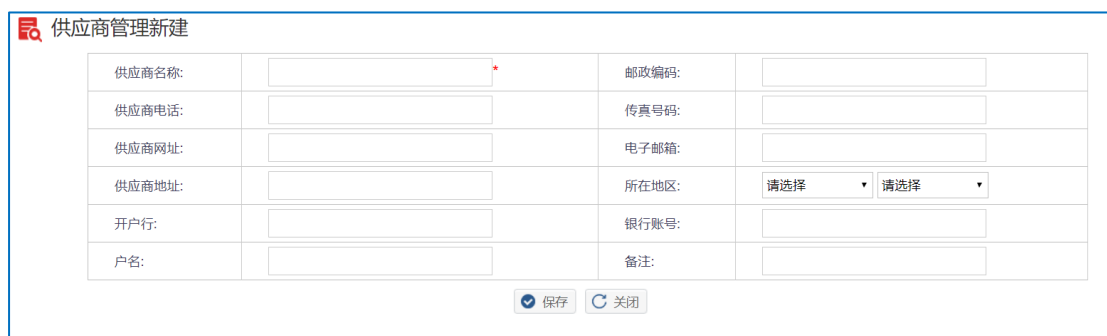 供应商管理新建
供应商名称: * 邮政编码:
供应商电话: 传真号码:
供应商网址: 电子邮箱:
供应商地址: 所在地区: 请选择 请选择
开户行: 银行账号:
户名: 备注:
保存 关闭